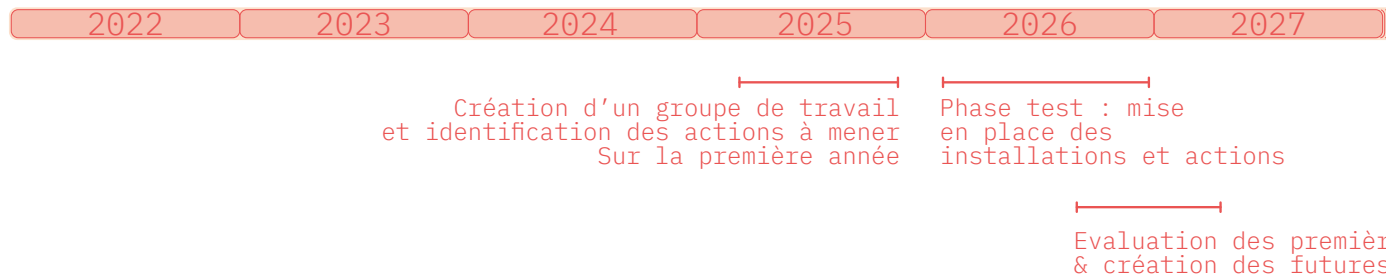 2022 2023 2024 2025 2026 2027
Création d'un groupe de travail
et identification des actions à mener
Sur la première année
Phase test : mise
en place des
installations et actions
Evaluation des
& création des futures